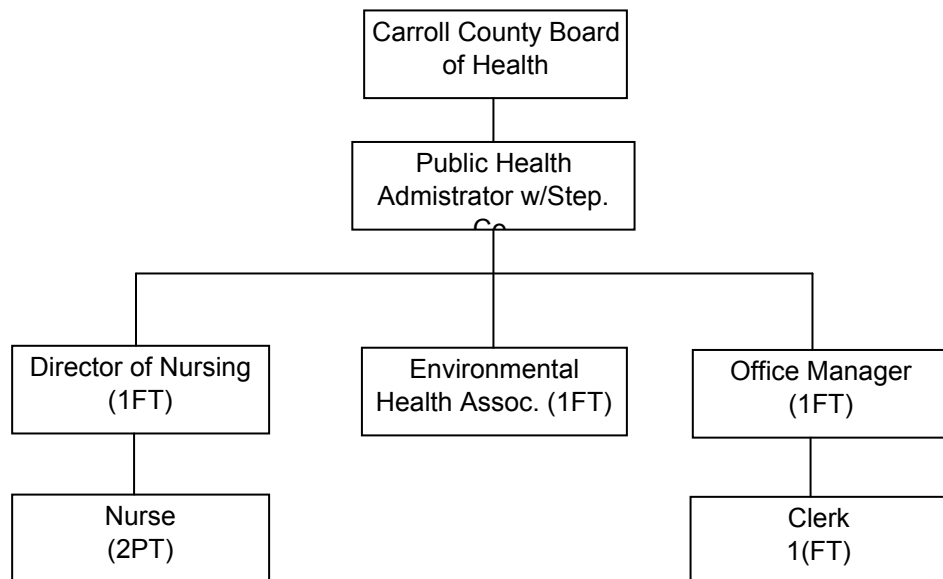 Carroll County Board
of Health
Public Health
Admistrator w/Step.
Co
Director of Nursing
(1FT)
Environmental
Health Assoc. (1FT)
Office Manager
(1FT)
Nurse
(2PT)
Clerk
1(FT)